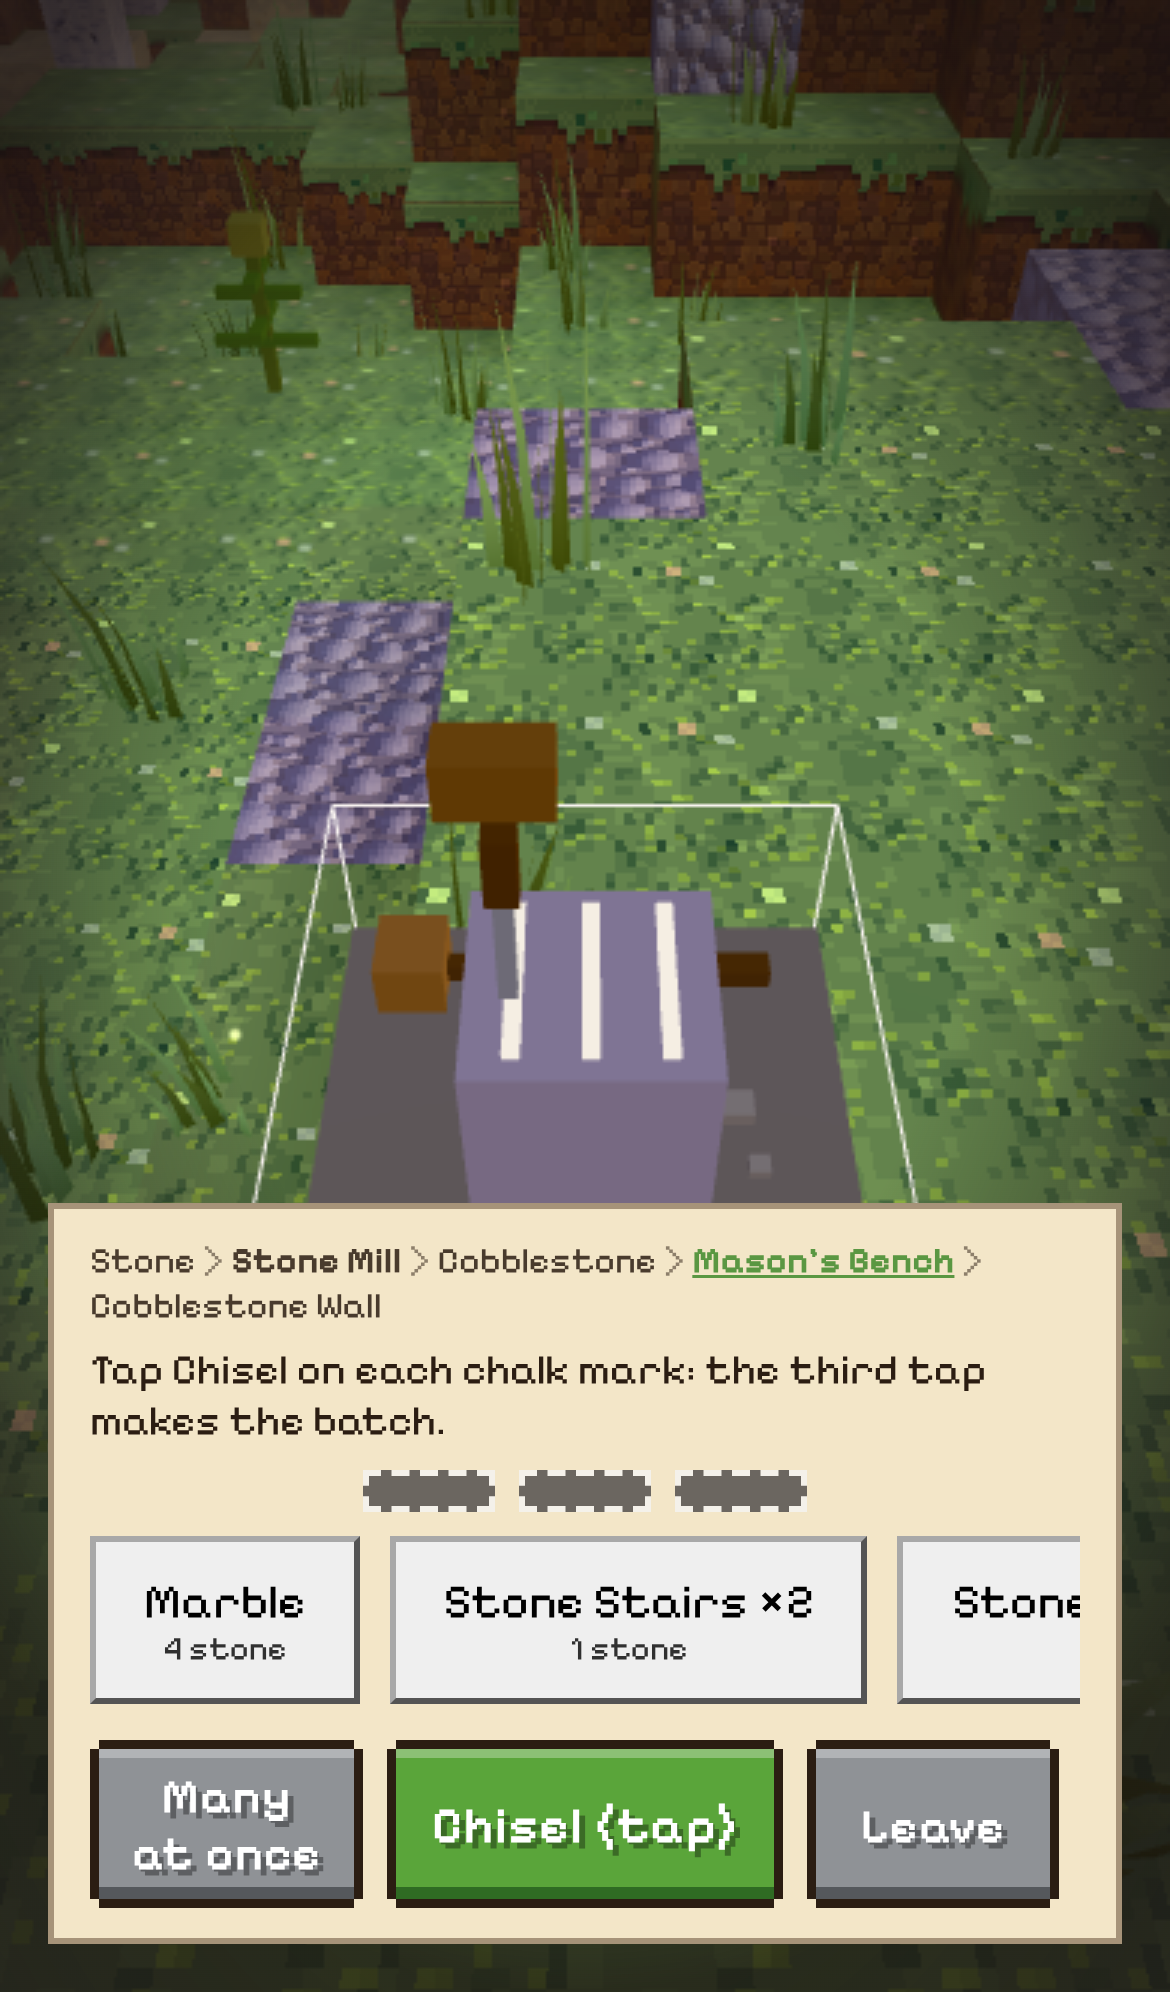 Stone > Stone Mill > Cobblestone > Mason's Bench >
Cobblestone Wall
Tap Chisel on each chalk mark: the third tap
makes the batch.
Marble
4 stone
Stone Stairs ×2
1 stone
Stone
Many
at once
Chisel (tap)
Leave